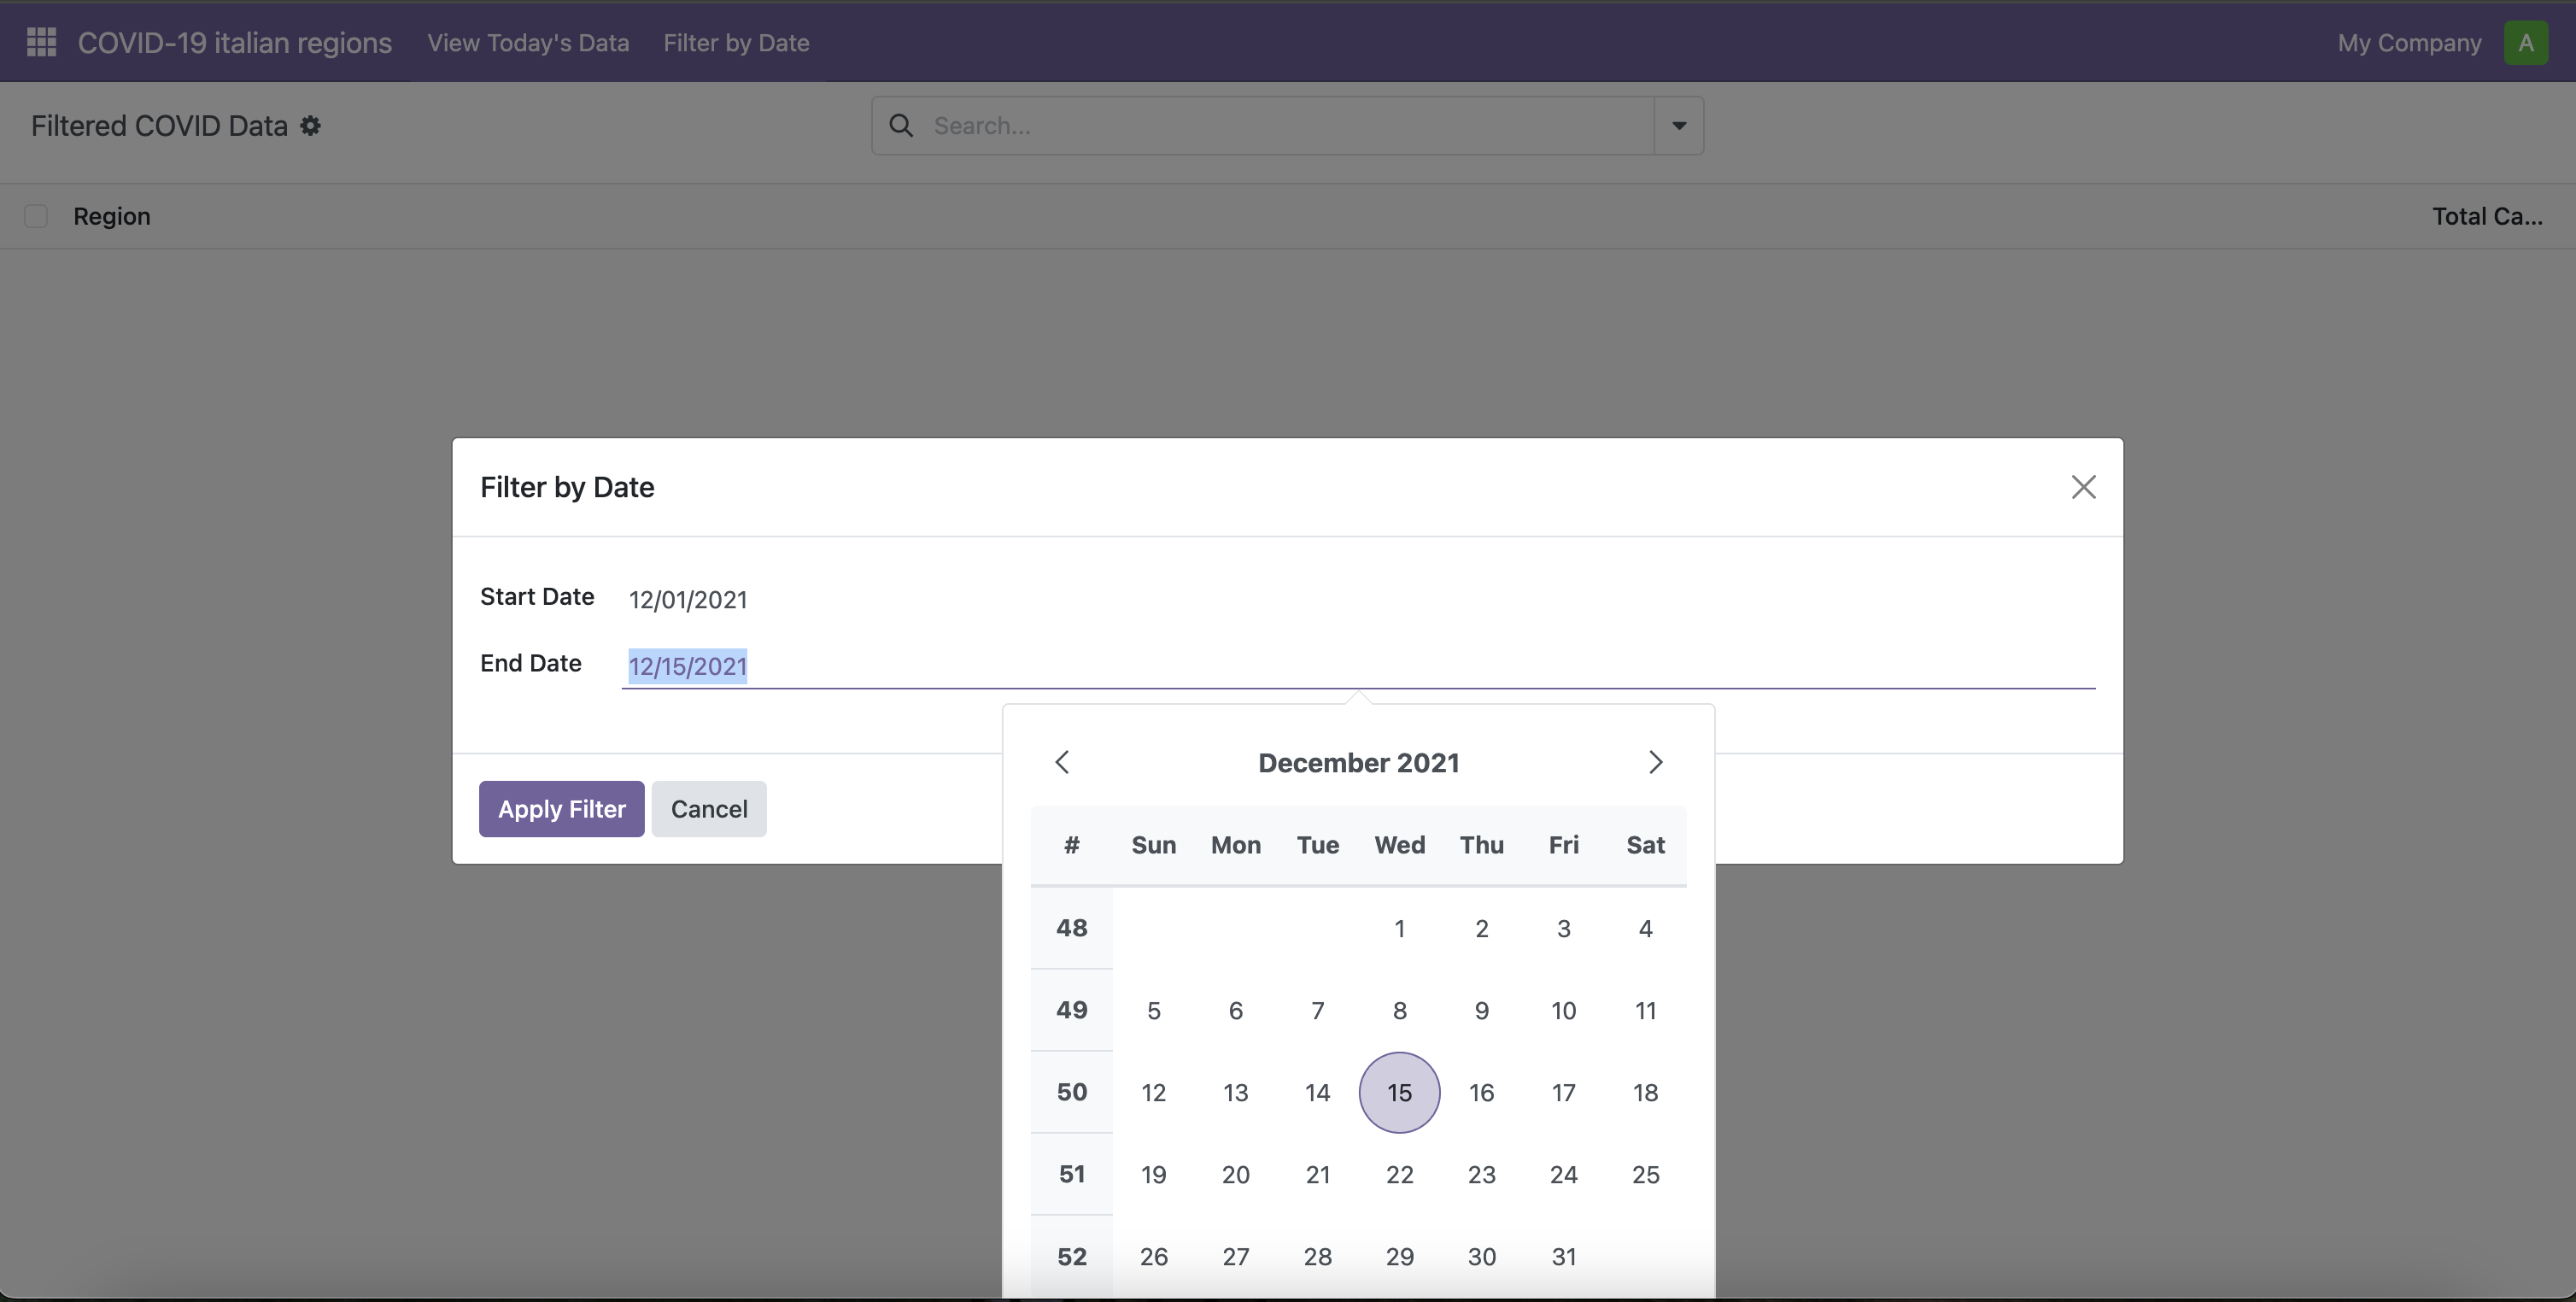 COVID-19 italian regions View Today's Data Filter by Date My Company A
Filtered COVID Data
Search...
Region Total Ca...
Filter by Date
Start Date 12/01/2021
End Date 12/15/2021
December 2021
Apply Filter Cancel
# Sun Mon Tue Wed Thu Fri Sat
48 1 2 3 4
49 5 6 7 8 9 10 11
50 12 13 14 15 16 17 18
51 19 20 21 22 23 24 25
52 26 27 28 29 30 31